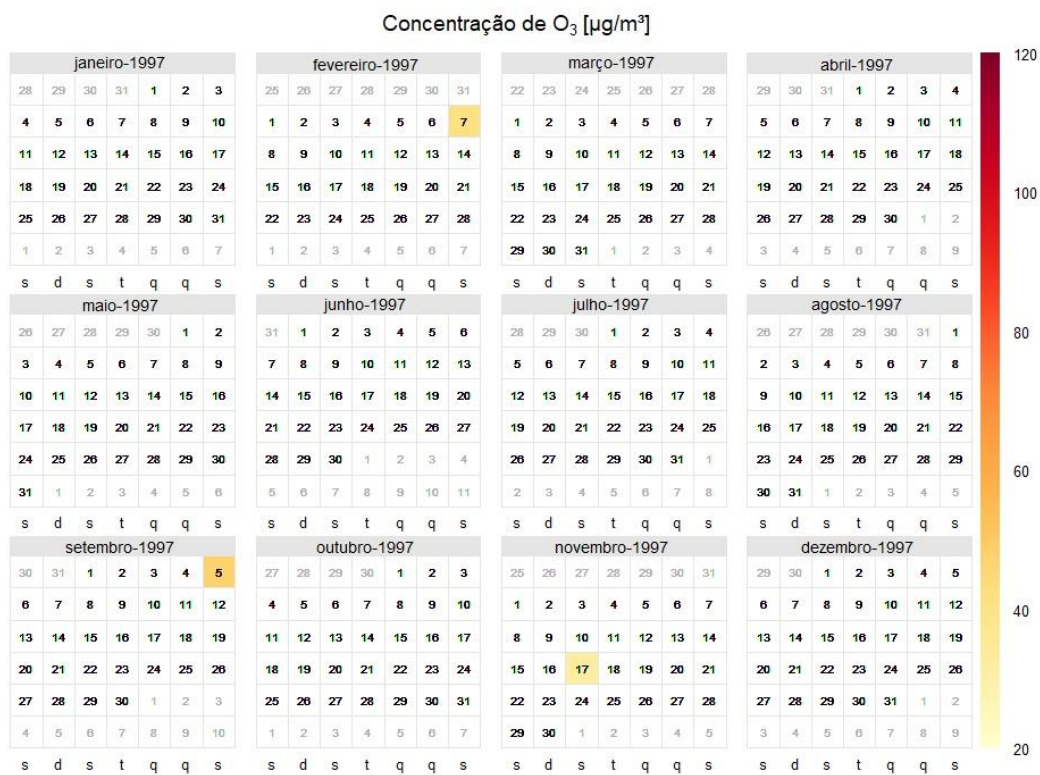 Concentração de O₃ [µg/m³]
janeiro-1997 fevereiro-1997 março-1997 abril-1997
28 29 30 31 1 2 3 25 26 27 28 29 30 31 22 23 24 25 26 27 28 29 30 31 1 2 3 4
4 5 6 7 8 9 10 1 2 3 4 5 6 7 1 2 3 4 5 6 7 5 6 7 8 9 10 11
11 12 13 14 15 16 17 8 9 10 11 12 13 14 8 9 10 11 12 13 14 12 13 14 15 16 17 18
18 19 20 21 22 23 24 15 16 17 18 19 20 21 15 16 17 18 19 20 21 19 20 21 22 23 24 25
25 26 27 28 29 30 31 22 23 24 25 26 27 28 22 23 24 25 26 27 28 26 27 28 29 30 1 2
1 2 3 4 5 6 7 1 2 3 4 5 6 7 29 30 31 1 2 3 4 3 4 5 6 7 8 9
s d s t q q s s d s t q q s s d s t q q s s d s t q q s
maio-1997 junho-1997 julho-1997 agosto-1997
26 27 28 29 30 1 2 31 1 2 3 4 5 6 28 29 30 1 2 3 4 26 27 28 29 30 31 1
3 4 5 6 7 8 9 7 8 9 10 11 12 13 5 6 7 8 9 10 11 2 3 4 5 6 7 8
10 11 12 13 14 15 16 14 15 16 17 18 19 20 12 13 14 15 16 17 18 9 10 11 12 13 14 15
17 18 19 20 21 22 23 21 22 23 24 25 26 27 19 20 21 22 23 24 25 16 17 18 19 20 21 22
24 25 26 27 28 29 30 28 29 30 1 2 3 4 26 27 28 29 30 31 1 23 24 25 26 27 28 29
31 1 2 3 4 5 6 5 6 7 8 9 10 11 2 3 4 5 6 7 8 30 31 1 2 3 4 5
s d s t q q s s d s t q q s s d s t q q s s d s t q q s
setembro-1997 outubro-1997 novembro-1997 dezembro-1997
30 31 1 2 3 4 5 27 28 29 30 1 2 3 25 26 27 28 29 30 31 29 30 1 2 3 4 5
6 7 8 9 10 11 12 4 5 6 7 8 9 10 1 2 3 4 5 6 7 6 7 8 9 10 11 12
13 14 15 16 17 18 19 11 12 13 14 15 16 17 8 9 10 11 12 13 14 13 14 15 16 17 18 19
20 21 22 23 24 25 26 18 19 20 21 22 23 24 15 16 17 18 19 20 21 20 21 22 23 24 25 26
27 28 29 30 1 2 3 25 26 27 28 29 30 31 22 23 24 25 26 27 28 27 28 29 30 31 1 2
4 5 6 7 8 9 10 1 2 3 4 5 6 7 29 30 1 2 3 4 5 3 4 5 6 7 8 9
s d s t q q s s d s t q q s s d s t q q s s d s t q q s
120
100
80
60
40
20